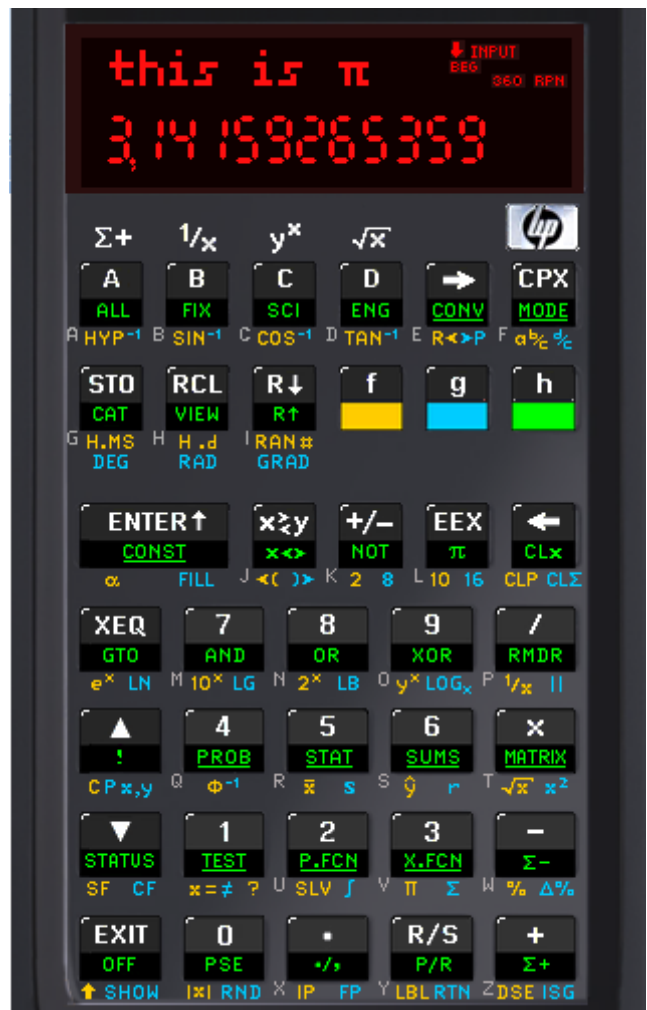 this is π ↓ INPUT
BEG
360 RPN
3,14159265359
hp
Σ+ 1/x yˣ √x
A B C D → CPX
ALL FIX SCI ENG CONV MODE
A HYP⁻¹ B SIN⁻¹ C COS⁻¹ D TAN⁻¹ E R<>P F a b/c d/c
STO RCL R↓ f g h
CAT VIEW R↑
G H.MS H H.d I RAN#
DEG RAD GRAD
ENTER↑ x≷y +/− EEX ←
CONST x<> NOT π CLx
α FILL J <( )> K 2 8 L 10 16 CLP CLΣ
XEQ 7 8 9 /
GTO AND OR XOR RMDR
eˣ LN M 10ˣ LG N 2ˣ LB O yˣ LOGₓ P 1/x ||
▲ 4 5 6 x
! PROB STAT SUMS MATRIX
C P x,y Q Φ⁻¹ R x̄ s S ŷ r T √x x²
▼ 1 2 3 −
STATUS TEST P.FCN X.FCN Σ−
SF CF x = ≠ ? U SLV ∫ V Π Σ W % Δ%
EXIT 0 . R/S +
OFF PSE ./, P/R Σ+
↑ SHOW |x| RND X IP FP Y LBL RTN Z DSE ISG